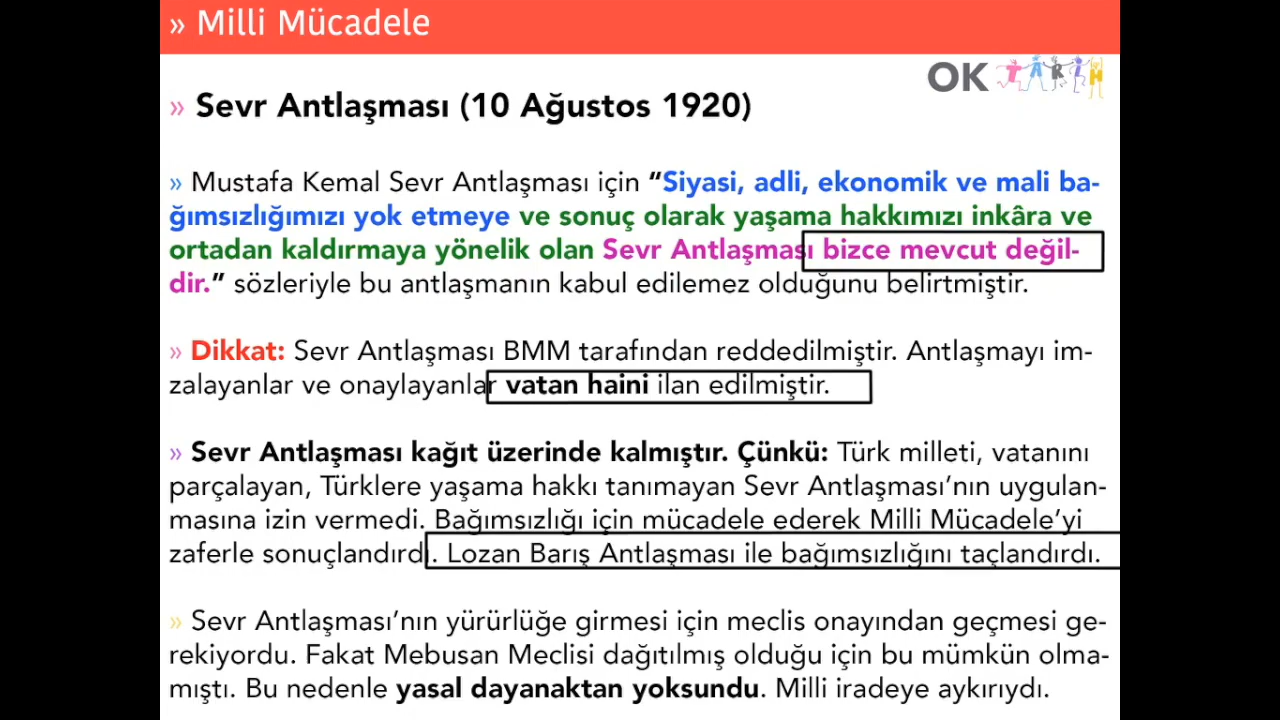 » Milli Mücadele
OK TARİH
» Sevr Antlaşması (10 Ağustos 1920)
» Mustafa Kemal Sevr Antlaşması için “Siyasi, adli, ekonomik ve mali ba-
ğımsızlığımızı yok etmeye ve sonuç olarak yaşama hakkımızı inkâra ve
ortadan kaldırmaya yönelik olan Sevr Antlaşması bizce mevcut değil-
dir.” sözleriyle bu antlaşmanın kabul edilemez olduğunu belirtmiştir.
» Dikkat: Sevr Antlaşması BMM tarafından reddedilmiştir. Antlaşmayı im-
zalayanlar ve onaylayanlar vatan haini ilan edilmiştir.
» Sevr Antlaşması kağıt üzerinde kalmıştır. Çünkü: Türk milleti, vatanını
parçalayan, Türklere yaşama hakkı tanımayan Sevr Antlaşması’nın uygulan-
masına izin vermedi. Bağımsızlığı için mücadele ederek Milli Mücadele’yi
zaferle sonuçlandırdı. Lozan Barış Antlaşması ile bağımsızlığını taçlandırdı.
» Sevr Antlaşması’nın yürürlüğe girmesi için meclis onayından geçmesi ge-
rekiyordu. Fakat Mebusan Meclisi dağıtılmış olduğu için bu mümkün olma-
mıştı. Bu nedenle yasal dayanaktan yoksundu. Milli iradeye aykırıydı.